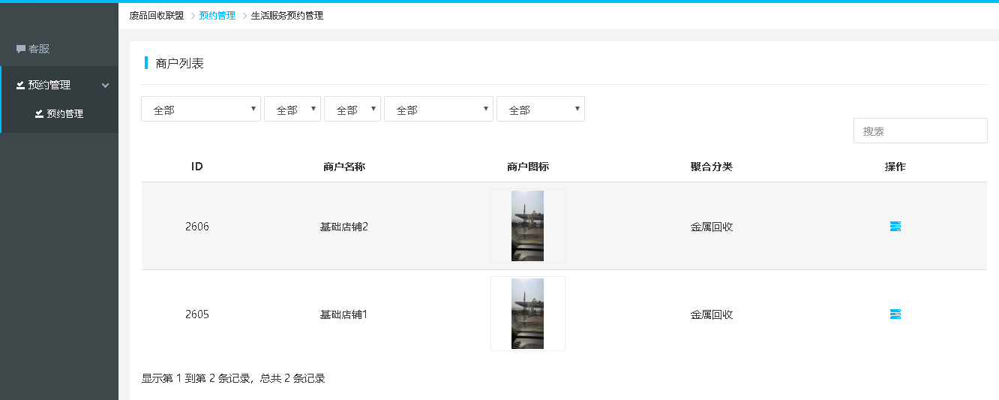 废品回收联盟 > 预约管理 > 生活服务预约管理
客服
预约管理
预约管理
商户列表
全部 全部 全部 全部 全部
搜索
ID 商户名称 商户图标 聚合分类 操作
2606 基础店铺2 金属回收
2605 基础店铺1 金属回收
显示第 1 到第 2 条记录，总共 2 条记录